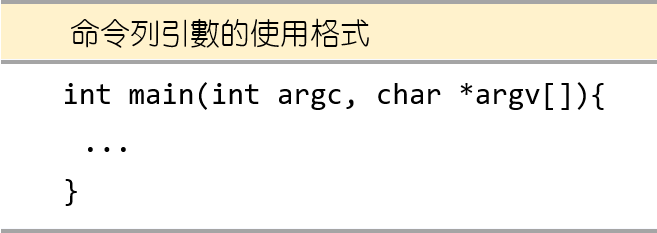 命令列引數的使用格式
int main(int argc, char *argv[]){
...
}